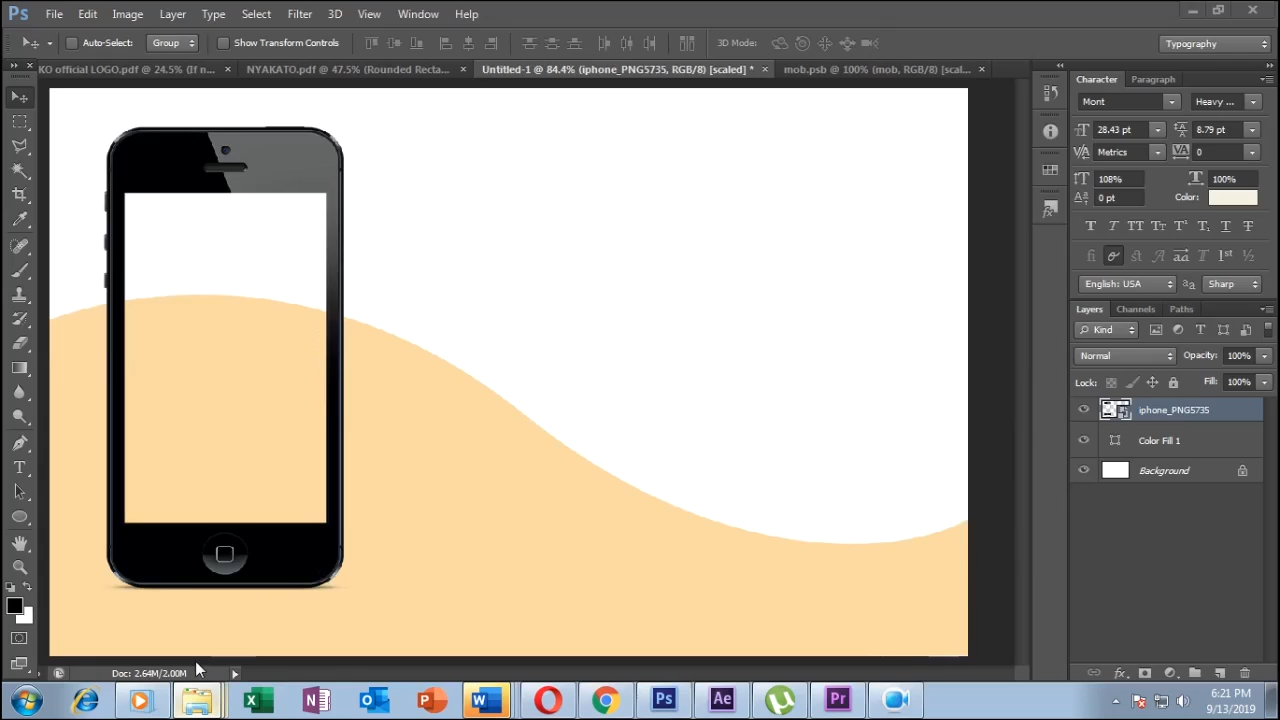 Ps File Edit Image Layer Type Select Filter 3D View Window Help
Auto-Select: Group Show Transform Controls 3D Mode: Typography
KO official LOGO.pdf @ 24.5% (If n... × NYAKATO.pdf @ 47.5% (Rounded Recta... × Untitled-1 @ 84.4% (iphone_PNG5735, RGB/8) [scaled] * × mob.psb @ 100% (mob, RGB/8) [scal... ×
Character Paragraph
Mont Heavy ...
28.43 pt 8.79 pt
Metrics 0
108% 100%
0 pt Color:
English: USA aa Sharp
Layers Channels Paths
Kind
Normal Opacity: 100%
Lock: Fill: 100%
iphone_PNG5735
Color Fill 1
Background
Doc: 2.64M/2.00M
6:21 PM
9/13/2019